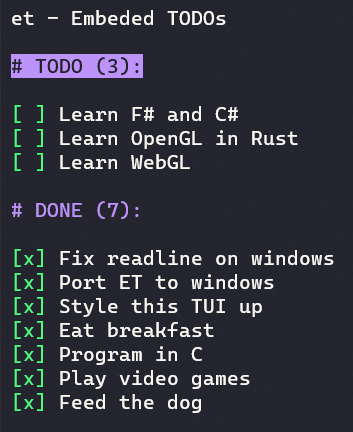 et - Embeded TODOs
# TODO (3):
[ ] Learn F# and C#
[ ] Learn OpenGL in Rust
[ ] Learn WebGL
# DONE (7):
[x] Fix readline on windows
[x] Port ET to windows
[x] Style this TUI up
[x] Eat breakfast
[x] Program in C
[x] Play video games
[x] Feed the dog